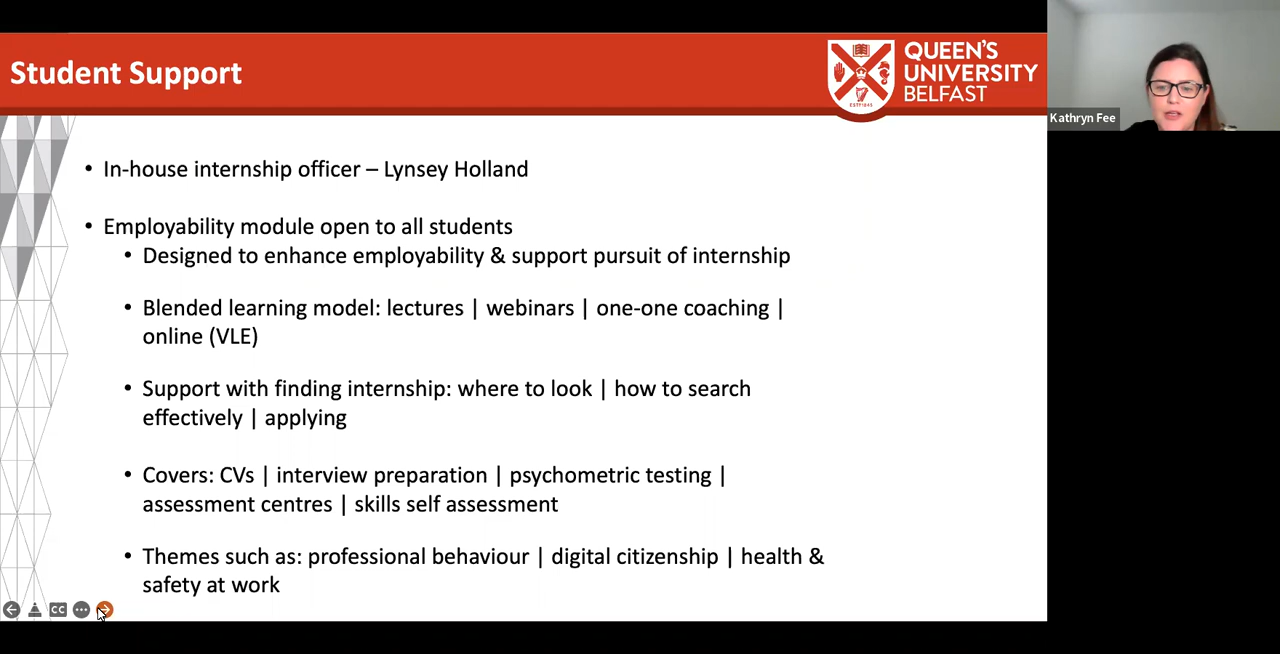 Student Support
QUEEN'S
UNIVERSITY
BELFAST
ESTD1845
Kathryn Fee
• In-house internship officer – Lynsey Holland
• Employability module open to all students
• Designed to enhance employability & support pursuit of internship
• Blended learning model: lectures | webinars | one-one coaching |
online (VLE)
• Support with finding internship: where to look | how to search
effectively | applying
• Covers: CVs | interview preparation | psychometric testing |
assessment centres | skills self assessment
• Themes such as: professional behaviour | digital citizenship | health &
safety at work
CC